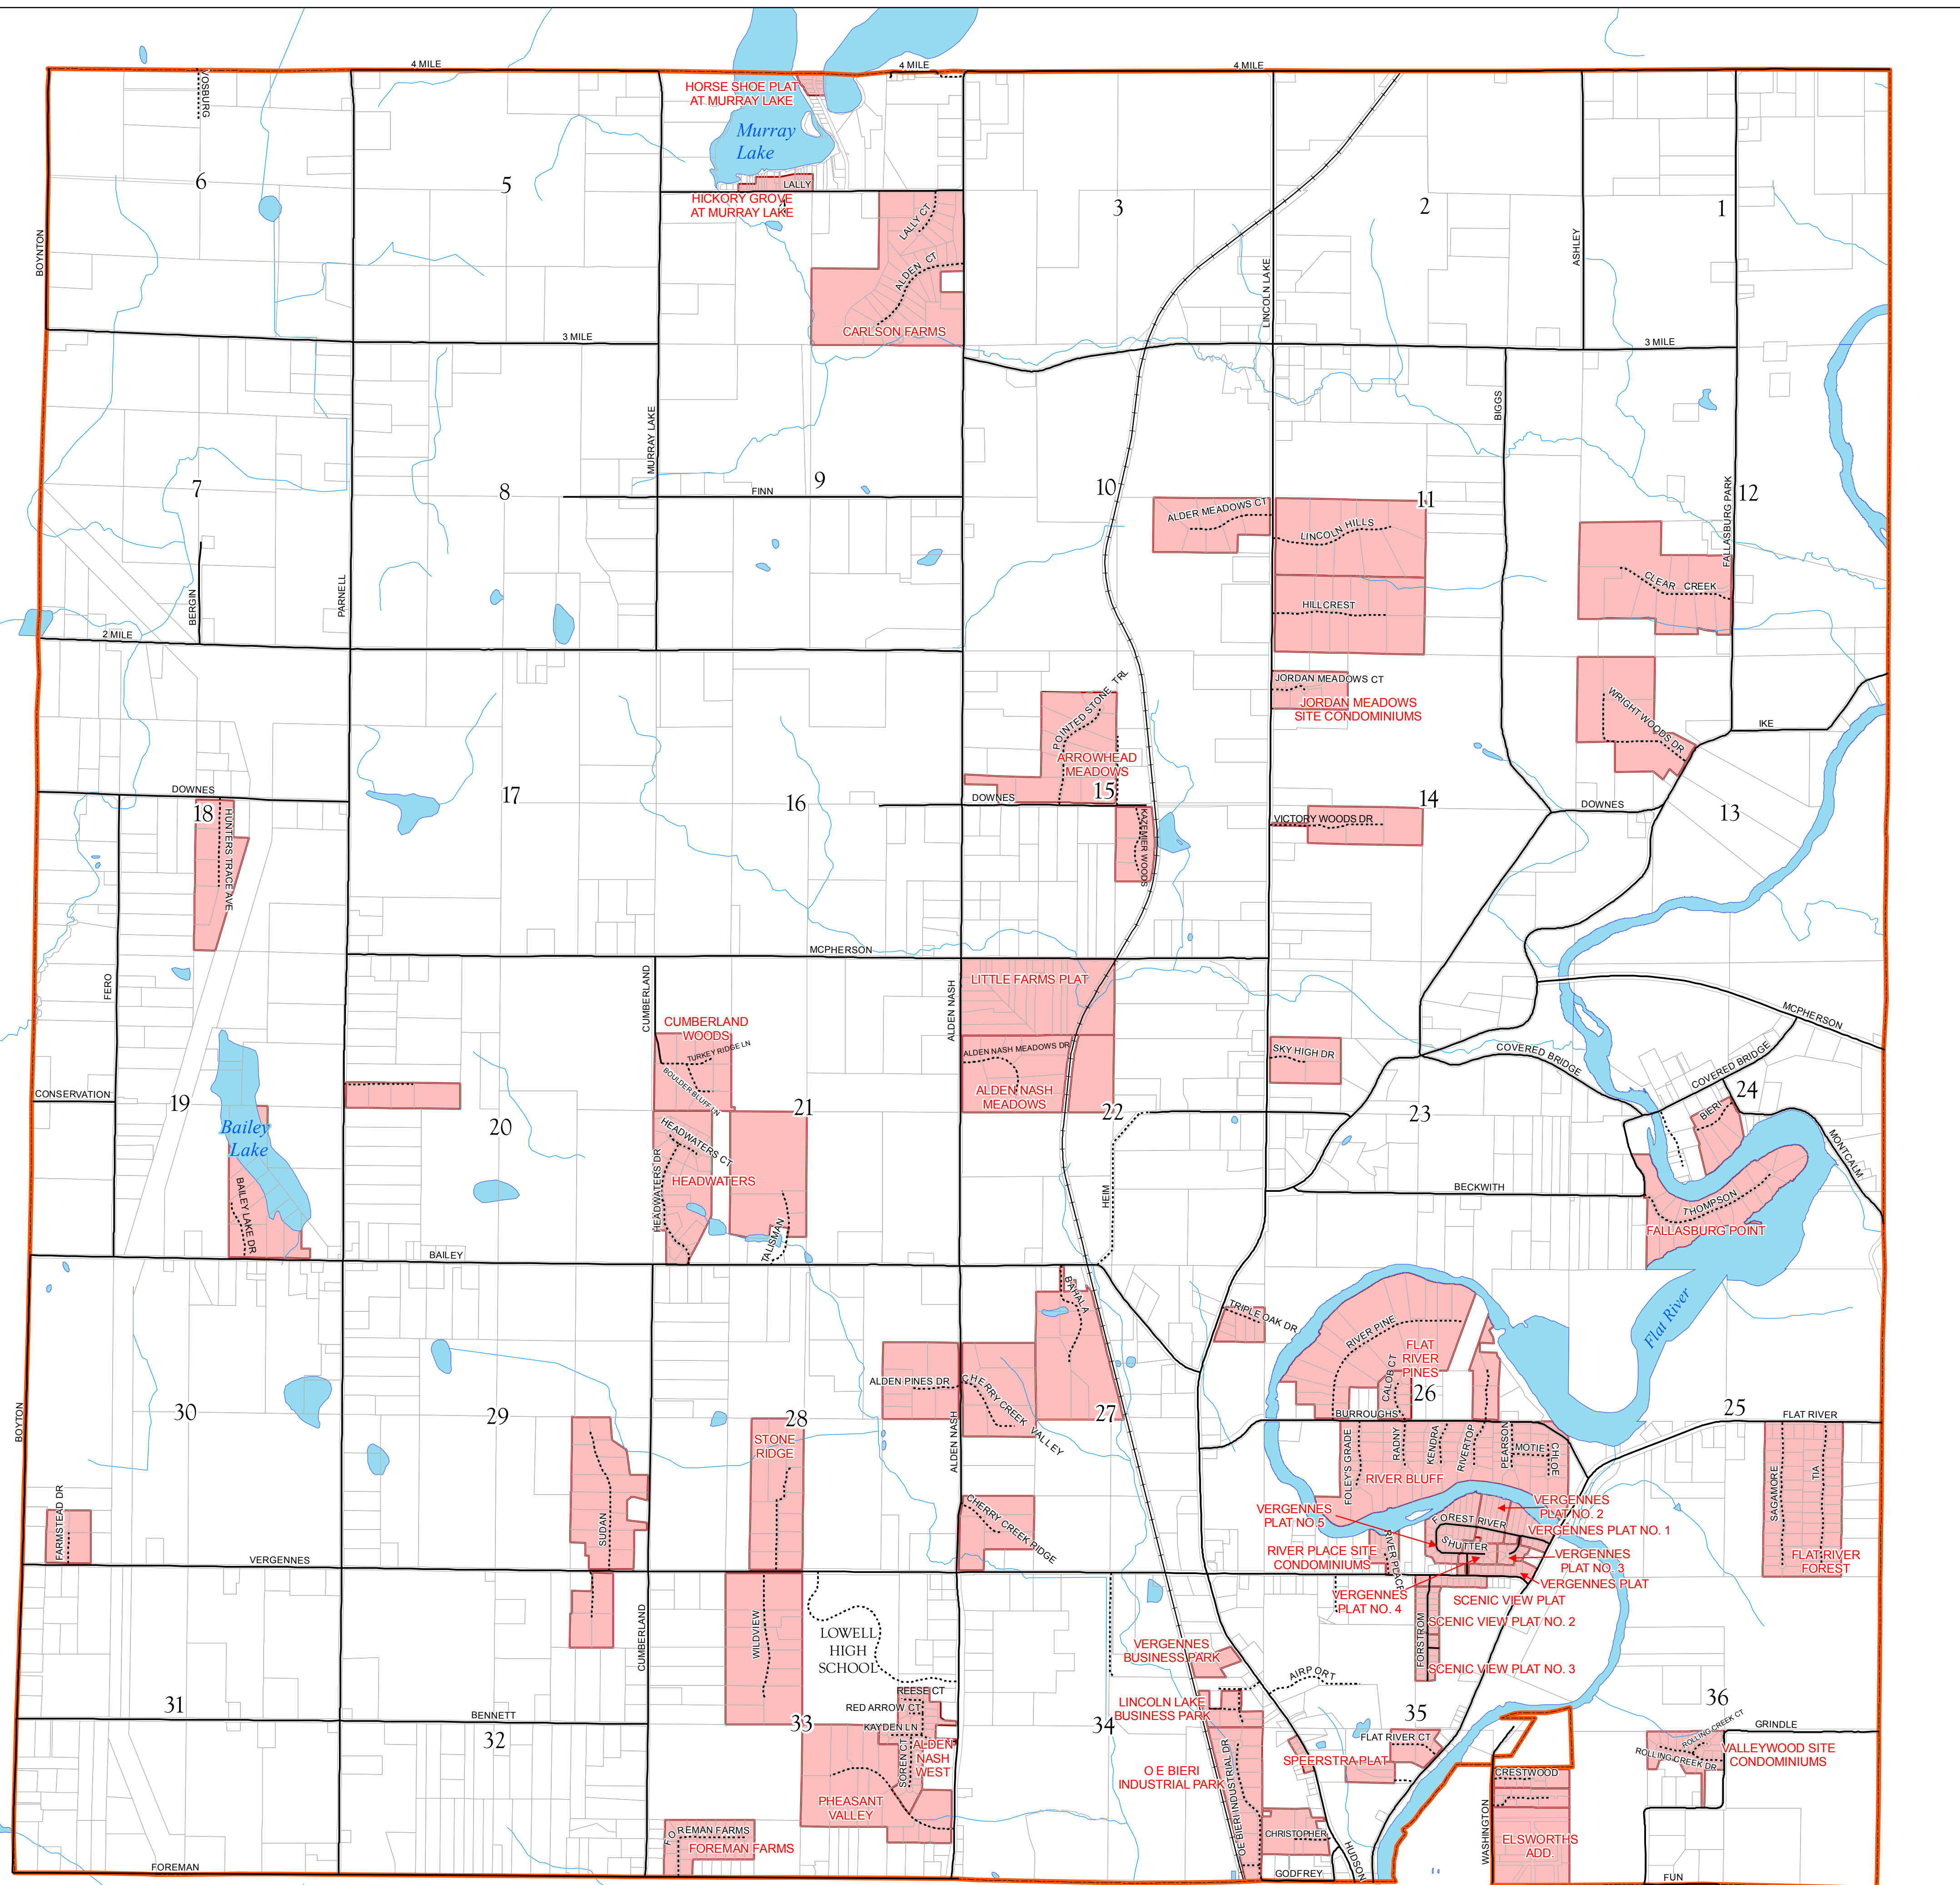 4 MILE
4 MILE
4 MILE
VOSBURG
HORSE SHOE PLAT
AT MURRAY LAKE
Murray
Lake
LALLY
HICKORY GROVE
AT MURRAY LAKE
6
5
4
3
2
1
LALLY CT
ALDEN CT
CARLSON FARMS
BOYNTON
LINCOLN LAKE
ASHLEY
3 MILE
3 MILE
MURRAY LAKE
BIGGS
FALLASBURG PARK
7
8
9
10
11
12
FINN
ALDER MEADOWS CT
LINCOLN HILLS
HILLCREST
CLEAR CREEK
BERGIN
PARNELL
2 MILE
JORDAN MEADOWS CT
JORDAN MEADOWS
SITE CONDOMINIUMS
WRIGHT WOODS DR
IKE
POINTED STONE TRL
ARROWHEAD
MEADOWS
DOWNES
DOWNES
DOWNES
18
17
16
15
14
13
HUNTERS TRACE AVE
KAZEMIER WOODS
VICTORY WOODS DR
MCPHERSON
FERO
CUMBERLAND
ALDEN NASH
LITTLE FARMS PLAT
MCPHERSON
CUMBERLAND
WOODS
TURKEY RIDGE LN
BOULDER BLUFF LN
ALDEN NASH MEADOWS DR
ALDEN NASH
MEADOWS
SKY HIGH DR
COVERED BRIDGE
COVERED BRIDGE
CONSERVATION
19
20
21
22
23
24
Bailey
Lake
HEADWATERS CT
HEADWATERS DR
HEADWATERS
BIERI
MONTCALM
BAILEY LAKE DR
TALISMAN
HEIM
BECKWITH
THOMPSON
FALLASBURG POINT
BAILEY
BAHALA
TRIPLE OAK DR
RIVER PINE
FLAT
RIVER
PINES
CALOB CT
Flat River
ALDEN PINES DR
CHERRY CREEK VALLEY
BOYTON
30
29
28
27
26
25
ALDEN NASH
BURROUGHS
FLAT RIVER
STONE
RIDGE
FOLEY'S GRADE
RADNY
KENDRA
RIVERTOP
PEARSON
MOTIE
CHLOE
RIVER BLUFF
SAGAMORE
TIA
FARMSTEAD DR
SUDAN
CHERRY CREEK RIDGE
VERGENNES
PLAT NO.5
VERGENNES
PLAT NO. 2
FOREST RIVER
VERGENNES PLAT NO. 1
SHUTTER
RIVER PLACE SITE
CONDOMINIUMS
RIVER PLACE
VERGENNES
PLAT NO. 3
FLAT RIVER
FOREST
VERGENNES
VERGENNES PLAT
VERGENNES
PLAT NO. 4
SCENIC VIEW PLAT
SCENIC VIEW PLAT NO. 2
FORSTROM
SCENIC VIEW PLAT NO. 3
CUMBERLAND
WILDVIEW
LOWELL
HIGH
SCHOOL
VERGENNES
BUSINESS PARK
AIRPORT
REESE CT
RED ARROW CT
KAYDEN LN
SOREN CT
ALDEN
NASH
WEST
LINCOLN LAKE
BUSINESS PARK
31
BENNETT
32
33
34
35
36
FLAT RIVER CT
SPEERSTRA PLAT
ROLLING CREEK CT
ROLLING CREEK DR
GRINDLE
VALLEYWOOD SITE
CONDOMINIUMS
O E BIERI
INDUSTRIAL PARK
OE BIERI INDUSTRIAL DR
CRESTWOOD
PHEASANT
VALLEY
FOREMAN FARMS
FOREMAN FARMS
CHRISTOPHER
HUDSON
WASHINGTON
ELSWORTHS
ADD.
FOREMAN
GODFREY
FUN